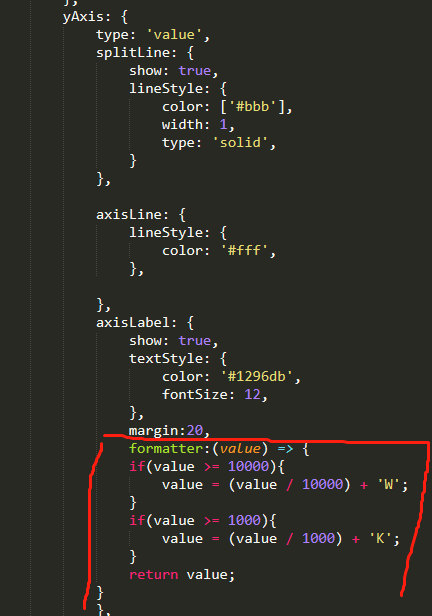 },
yAxis: {
type: 'value',
splitLine: {
show: true,
lineStyle: {
color: ['#bbb'],
width: 1,
type: 'solid',
}
},
axisLine: {
lineStyle: {
color: '#fff',
},
},
axisLabel: {
show: true,
textStyle: {
color: '#1296db',
fontSize: 12,
},
margin:20,
formatter:(value) => {
if(value >= 10000){
value = (value / 10000) + 'W';
}
if(value >= 1000){
value = (value / 1000) + 'K';
}
return value;
}
},